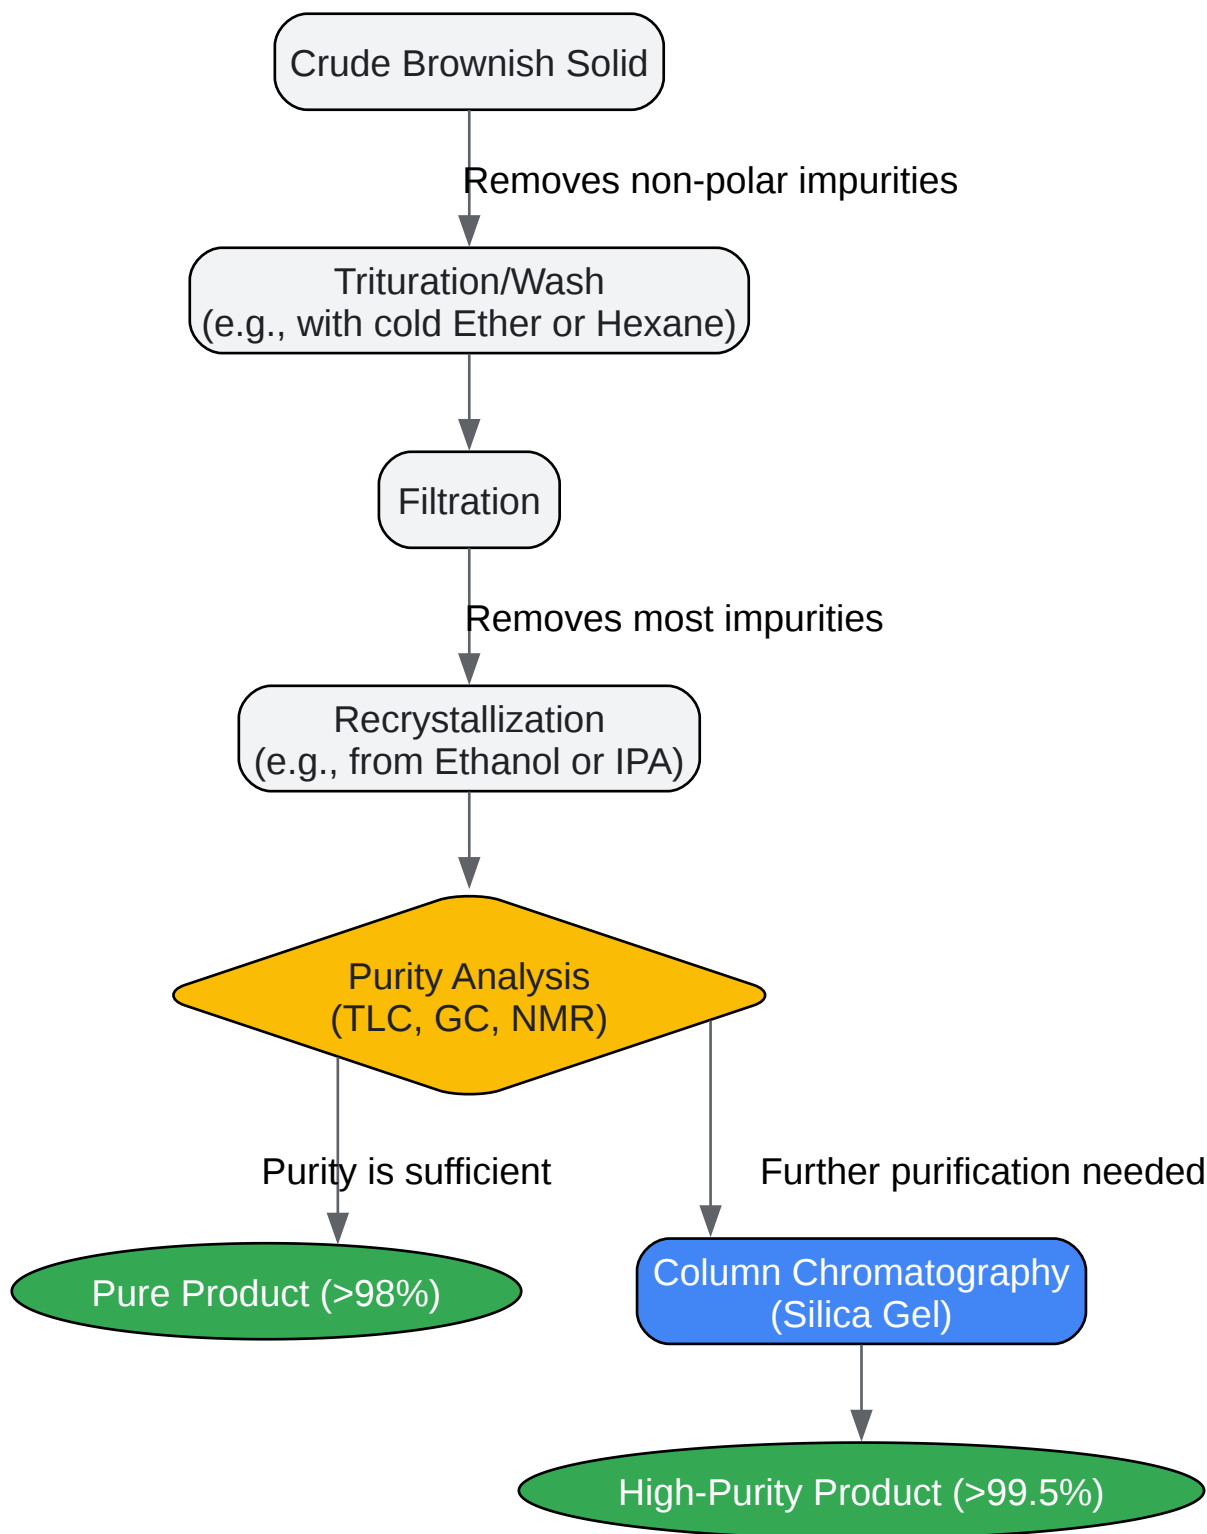 Crude Brownish Solid
Removes non-polar impurities
Trituration/Wash
(e.g., with cold Ether or Hexane)
Filtration
Removes most impurities
Recrystallization
(e.g., from Ethanol or IPA)
Purity Analysis
(TLC, GC, NMR)
Purity is sufficient
Further purification needed
Pure Product (>98%)
Column Chromatography
(Silica Gel)
High-Purity Product (>99.5%)